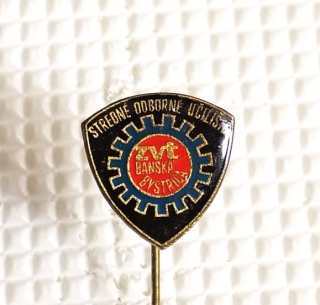 STREDNÉ ODBORNÉ UČILIŠTE
zvt
BANSKÁ
BYSTRICA